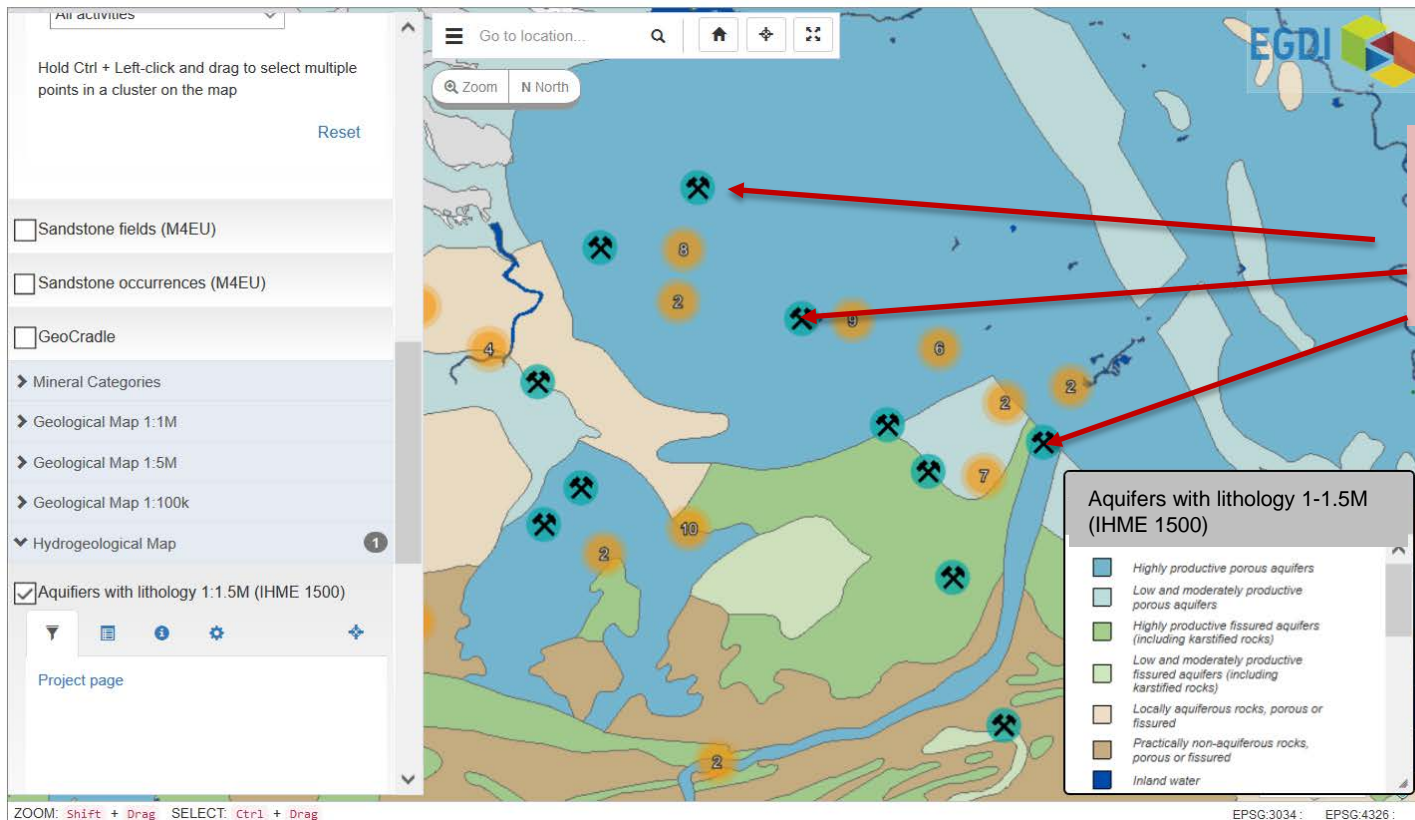 All activities
Hold Ctrl + Left-click and drag to select multiple
points in a cluster on the map
Reset
Sandstone fields (M4EU)
Sandstone occurrences (M4EU)
GeoCradle
Mineral Categories
Geological Map 1:1M
Geological Map 1:5M
Geological Map 1:100k
Hydrogeological Map 1
Aquifiers with lithology 1:1.5M (IHME 1500)
Project page
Go to location...
Zoom N North
EGDI
8
2
9
4
6
2
2
7
10
2
2
Aquifers with lithology 1-1.5M
(IHME 1500)
Highly productive porous aquifers
Low and moderately productive
porous aquifers
Highly productive fissured aquifers
(including karstified rocks)
Low and moderately productive
fissured aquifers (including
karstified rocks)
Locally aquiferous rocks, porous or
fissured
Practically non-aquiferous rocks,
porous or fissured
Inland water
ZOOM: Shift + Drag SELECT: Ctrl + Drag
EPSG:3034 : EPSG:4326 :